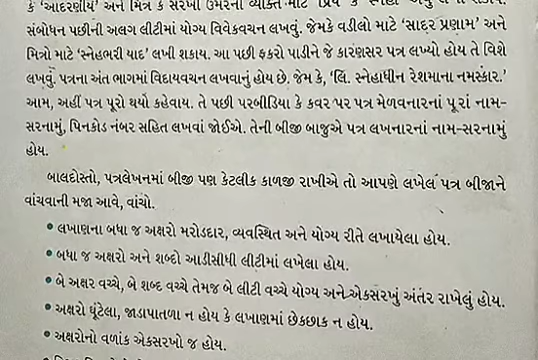 કે 'આદરણીય' અને મિત્ર કે સરખી ઉંમરની વ્યક્તિ માટે
સંબોધન પછીની અલગ લીટીમાં યોગ્ય વિવેકવચન લખવું. જેમકે વડીલો માટે 'સાદર પ્રણામ' અને
મિત્રો માટે 'સ્નેહભરી યાદ' લખી શકાય. આ પછી ફકરો પાડીને જે કારણસર પત્ર લખ્યો હોય તે વિશે
લખવું. પત્રના અંત ભાગમાં વિદાયવચન લખવાનું હોય છે. જેમ કે, 'લિ. સ્નેહાધીન રેશમાના નમસ્કાર.'
આમ, અહીં પત્ર પૂરો થયો કહેવાય. તે પછી પરબીડિયા કે કવર પર પત્ર મેળવનારનાં પૂરાં નામ–
સરનામું, પિનકોડ નંબર સહિત લખવાં જોઈએ. તેની બીજી બાજુએ પત્ર લખનારનાં નામ–સરનામું
હોય.
બાલદોસ્તો, પત્રલેખનમાં બીજી પણ કેટલીક કાળજી રાખીએ તો આપણે લખેલ પત્ર બીજાને
વાંચવાની મજા આવે, વાંચો.
• લખાણના બધા જ અક્ષરો મરોડદાર, વ્યવસ્થિત અને યોગ્ય રીતે લખાયેલા હોય.
• બધા જ અક્ષરો અને શબ્દો આડીસીધી લીટીમાં લખેલા હોય.
• બે અક્ષર વચ્ચે, બે શબ્દ વચ્ચે તેમજ બે લીટી વચ્ચે યોગ્ય અને એકસરખું અંતર રાખેલું હોય.
• અક્ષરો ઘૂંટેલા, જાડાપાતળા ન હોય કે લખાણમાં છેકછાક ન હોય.
• અક્ષરોનો વળાંક એકસરખો જ હોય.